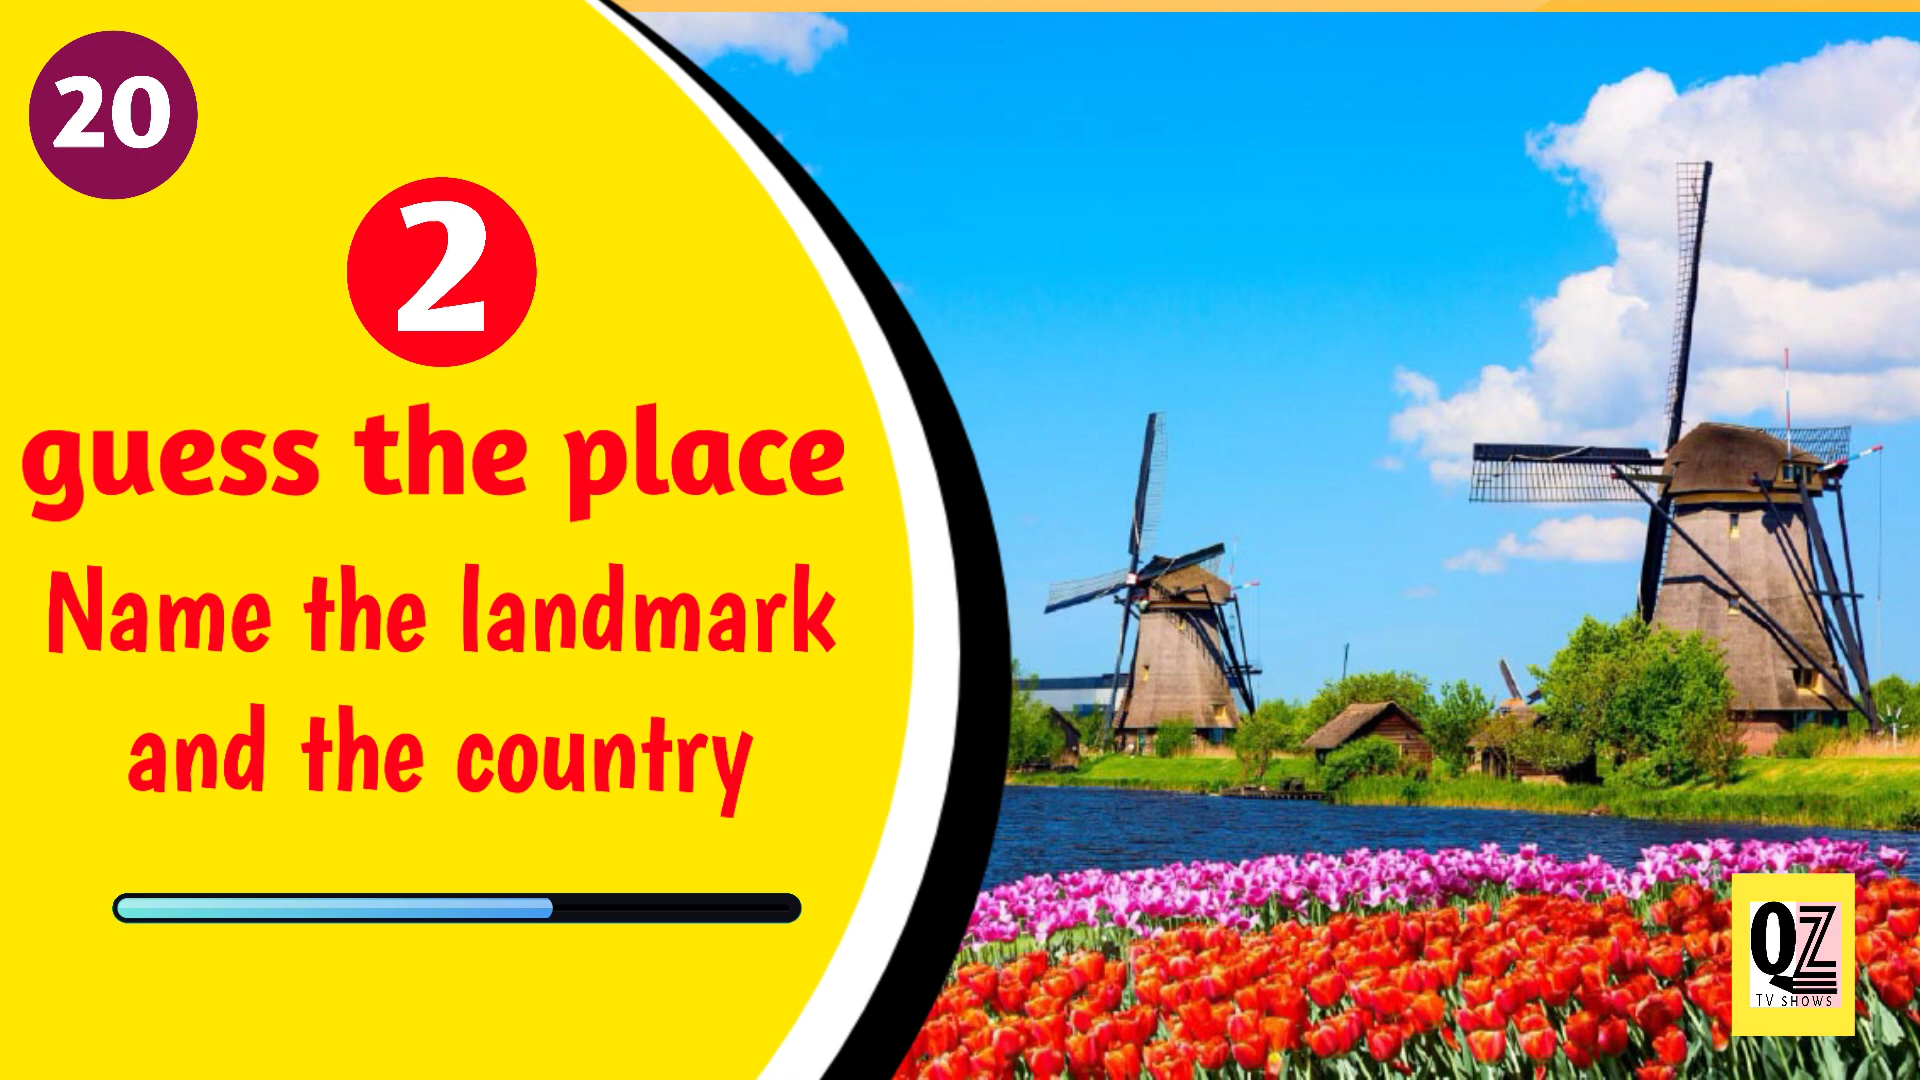 20
2
guess the place
Name the landmark
and the country
QZ
TV SHOWS